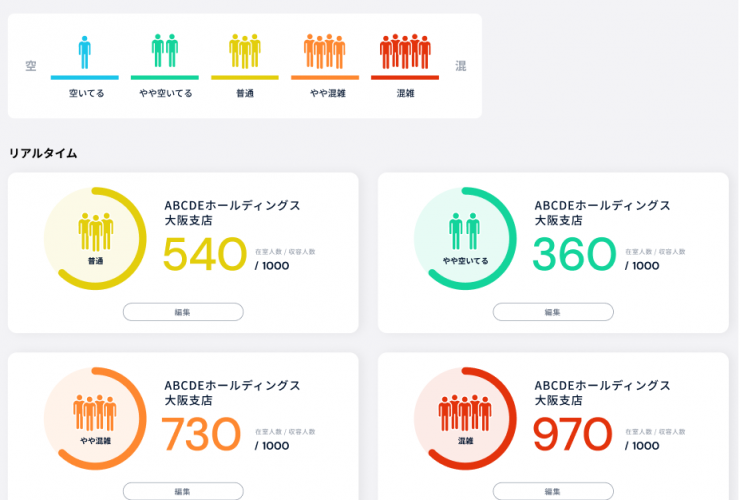 空
空いてる
やや空いてる
普通
やや混雑
混雑
混
リアルタイム
普通
ABCDEホールディングス
大阪支店
540
在室人数 / 収容人数
/ 1000
編集
やや空いてる
ABCDEホールディングス
大阪支店
360
在室人数 / 収容人数
/ 1000
編集
やや混雑
ABCDEホールディングス
大阪支店
730
在室人数 / 収容人数
/ 1000
編集
混雑
ABCDEホールディングス
大阪支店
970
在室人数 / 収容人数
/ 1000
編集